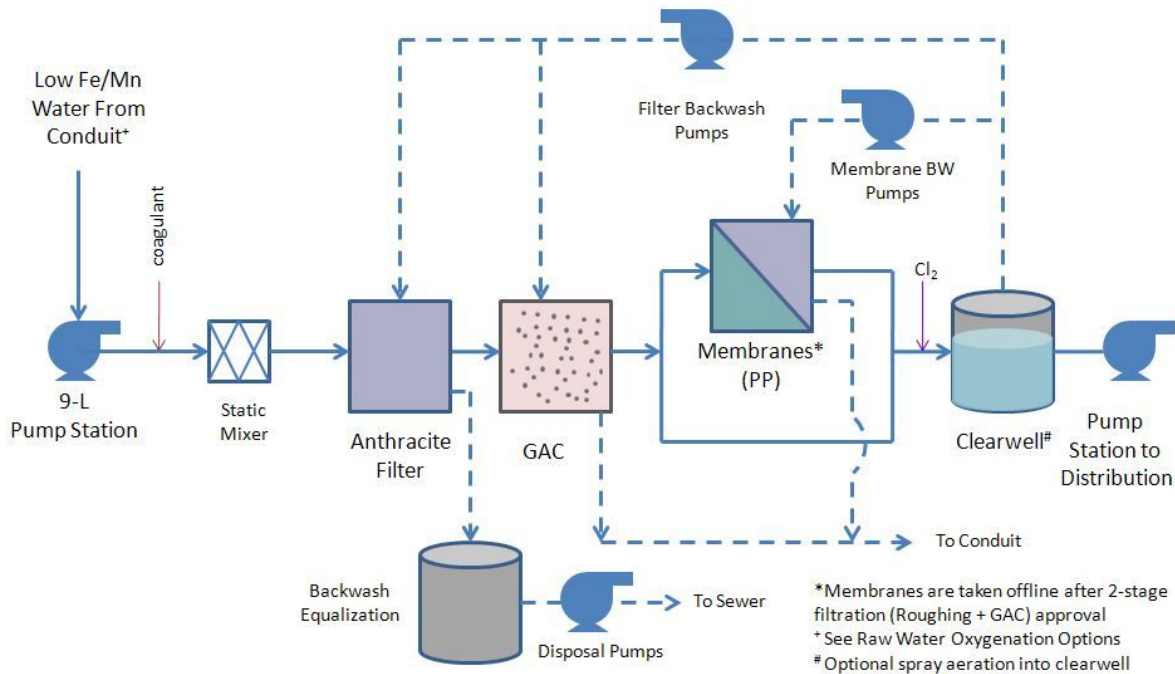 Low Fe/Mn
Water From
Conduit⁺
coagulant
9-L
Pump Station
Static
Mixer
Anthracite
Filter
GAC
Filter Backwash
Pumps
Membrane BW
Pumps
Membranes*
(PP)
Cl₂
Clearwell#
Pump
Station to
Distribution
To Conduit
Backwash
Equalization
Disposal Pumps
To Sewer
*Membranes are taken offline after 2-stage
filtration (Roughing + GAC) approval
⁺ See Raw Water Oxygenation Options
# Optional spray aeration into clearwell